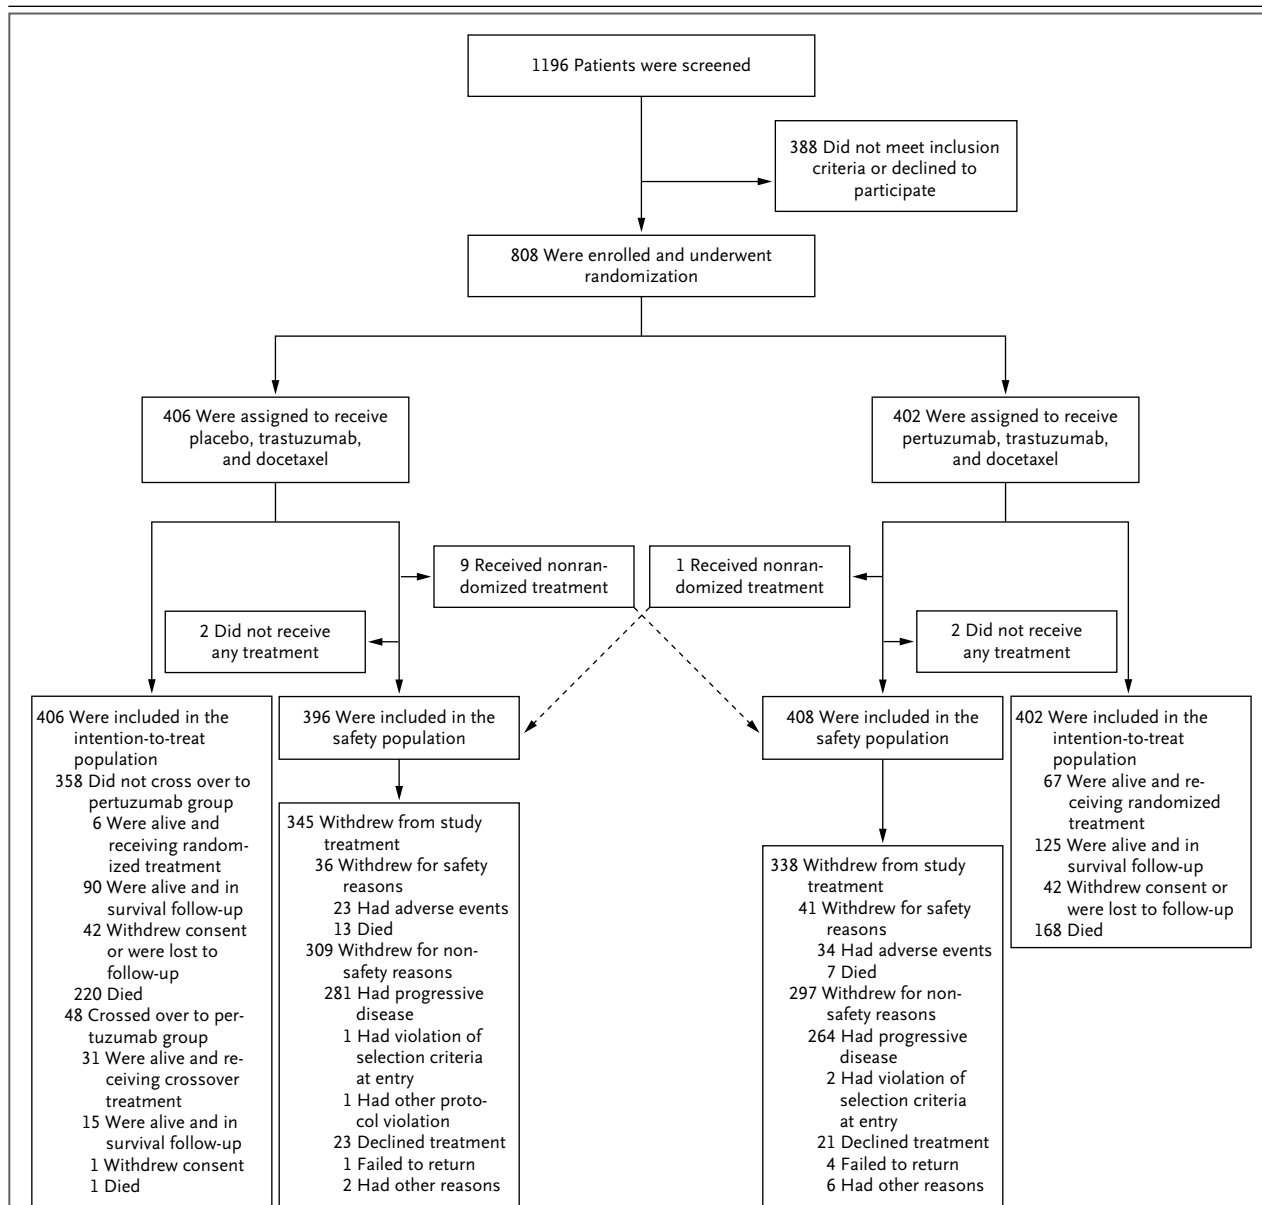 1196 Patients were screened
388 Did not meet inclusion
criteria or declined to
participate
808 Were enrolled and underwent
randomization
406 Were assigned to receive
placebo, trastuzumab,
and docetaxel
402 Were assigned to receive
pertuzumab, trastuzumab,
and docetaxel
9 Received nonran-
domized treatment
1 Received nonran-
domized treatment
2 Did not receive
any treatment
2 Did not receive
any treatment
406 Were included in the
intention-to-treat
population
358 Did not cross over to
pertuzumab group
6 Were alive and
receiving random-
ized treatment
90 Were alive and in
survival follow-up
42 Withdrew consent
or were lost to
follow-up
220 Died
48 Crossed over to per-
tuzumab group
31 Were alive and re-
ceiving crossover
treatment
15 Were alive and in
survival follow-up
1 Withdrew consent
1 Died
396 Were included in the
safety population
345 Withdrew from study
treatment
36 Withdrew for safety
reasons
23 Had adverse events
13 Died
309 Withdrew for non-
safety reasons
281 Had progressive
disease
1 Had violation of
selection criteria
at entry
1 Had other proto-
col violation
23 Declined treatment
1 Failed to return
2 Had other reasons
408 Were included in the
safety population
338 Withdrew from study
treatment
41 Withdrew for safety
reasons
34 Had adverse events
7 Died
297 Withdrew for non-
safety reasons
264 Had progressive
disease
2 Had violation of
selection criteria
at entry
21 Declined treatment
4 Failed to return
6 Had other reasons
402 Were included in the
intention-to-treat
population
67 Were alive and re-
ceiving randomized
treatment
125 Were alive and in
survival follow-up
42 Withdrew consent or
were lost to follow-up
168 Died